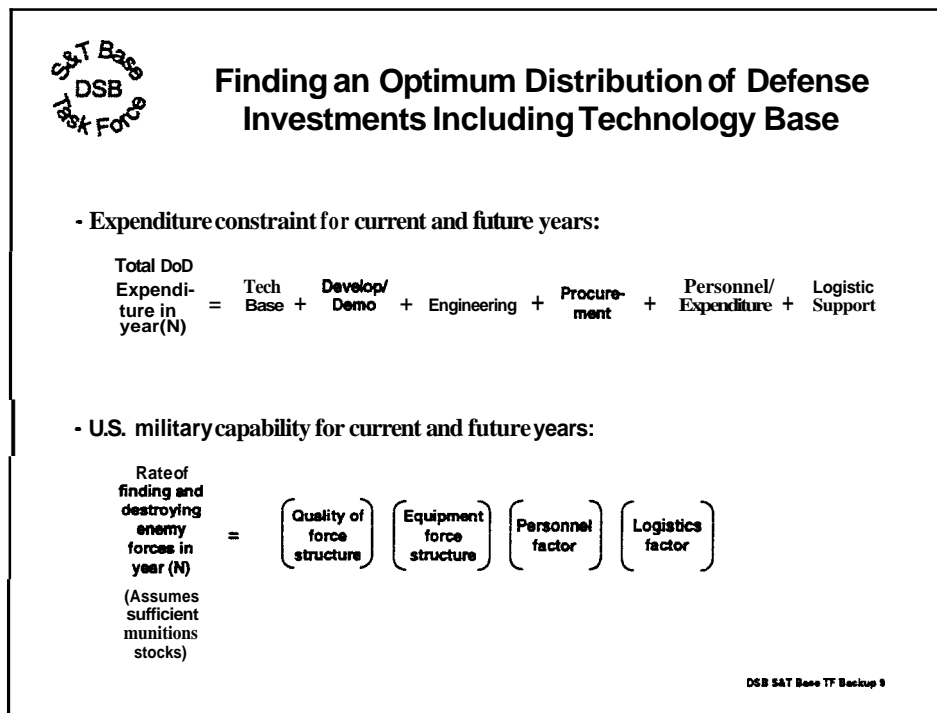 S&T Base
DSB
Task Force
Finding an Optimum Distribution of Defense
Investments Including Technology Base
- Expenditure constraint for current and future years:
Total DoD
Expendi-
ture in
year(N)
=
Tech
Base
+
Develop/
Demo
+
Engineering
+
Procure-
ment
+
Personnel/
Expenditure
+
Logistic
Support
- U.S. military capability for current and future years:
Rate of
finding and
destroying
enemy
forces in
year (N)
(Assumes
sufficient
munitions
stocks)
=
Quality of
force
structure
Equipment
force
structure
Personnel
factor
Logistics
factor
DSB S&T Base TF Backup 9